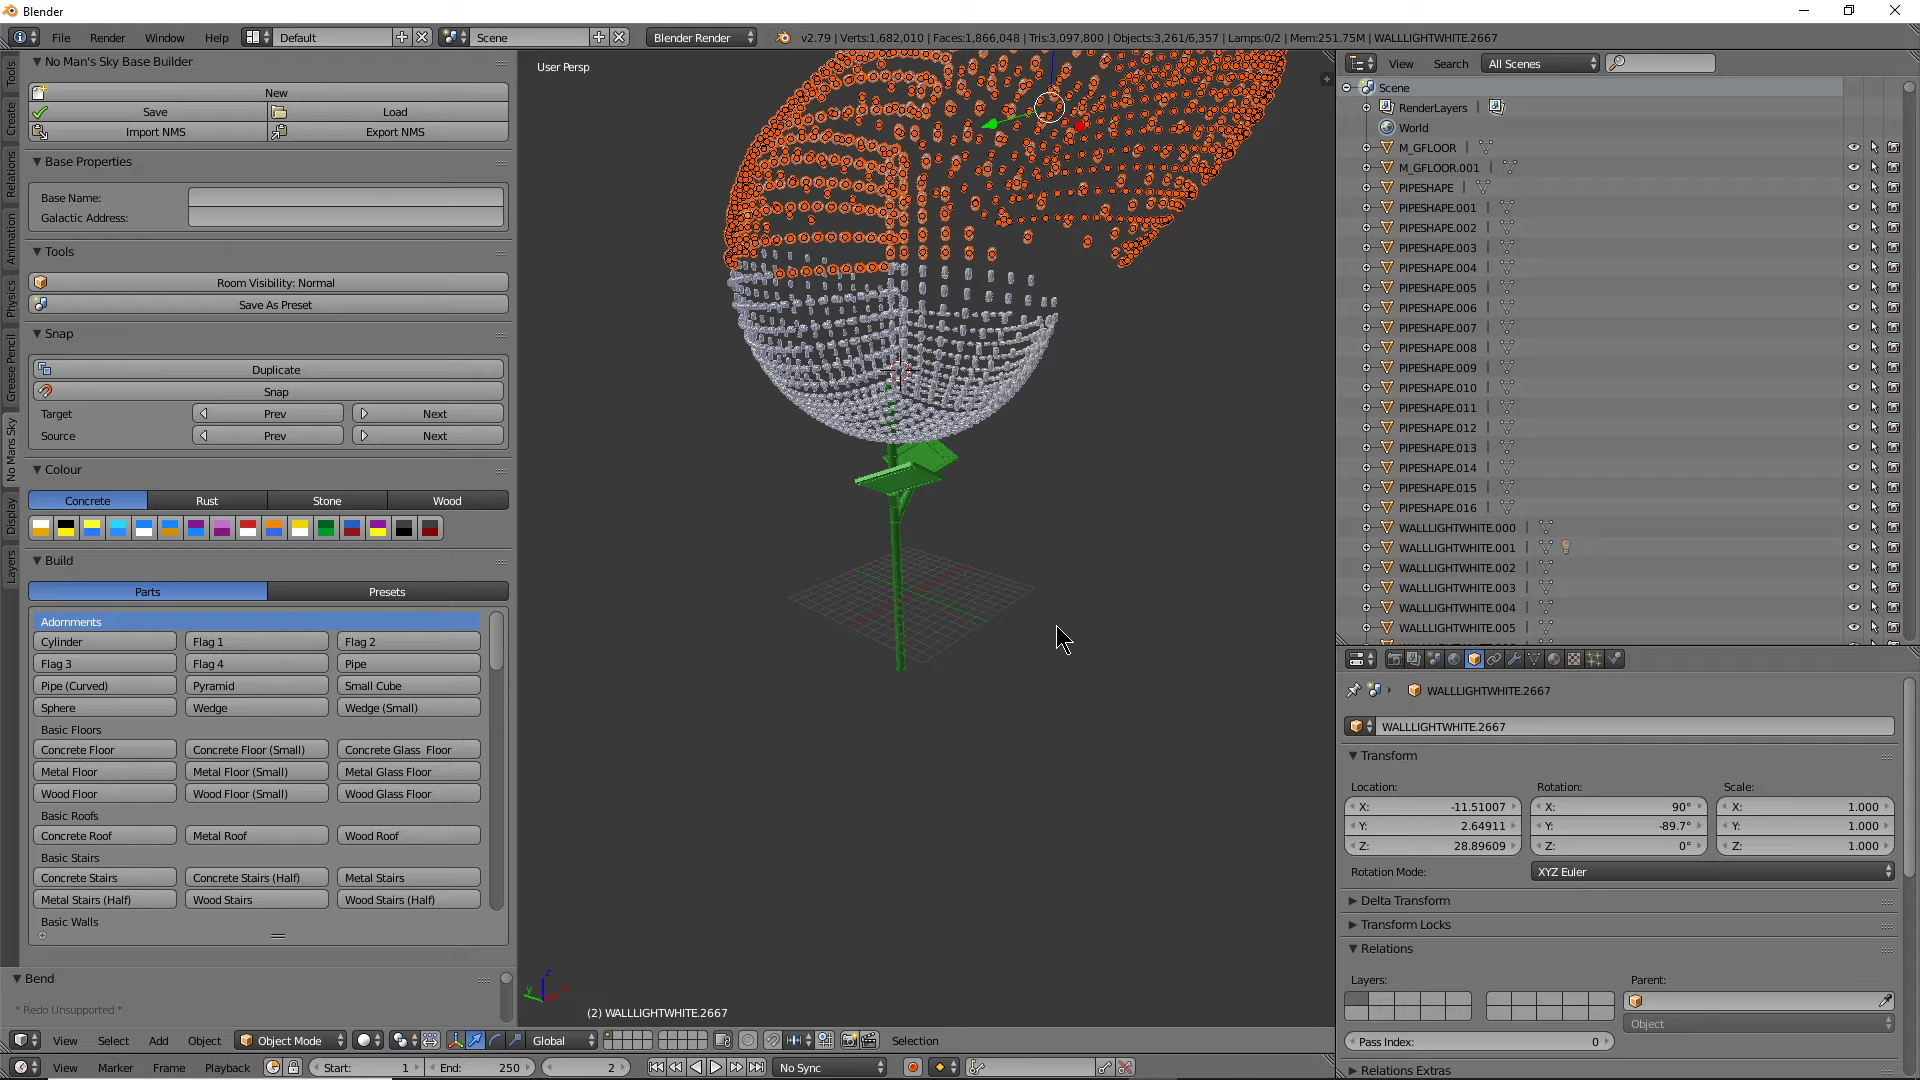 Blender
File Render Window Help Default Scene Blender Render v2.79 | Verts:1,682,010 | Faces:1,866,048 | Tris:3,097,800 | Objects:3,261/6,357 | Lamps:0/2 | Mem:251.75M | WALLLIGHTWHITE.2667
Tools
Create
Relations
Animation
Physics
Grease Pencil
No Mans Sky
Display
Layers
No Man's Sky Base Builder
New
Save Load
Import NMS Export NMS
Base Properties
Base Name:
Galactic Address:
Tools
Room Visibility: Normal
Save As Preset
Snap
Duplicate
Snap
Target Prev Next
Source Prev Next
Colour
Concrete Rust Stone Wood
Build
Parts Presets
Adornments
Cylinder Flag 1 Flag 2
Flag 3 Flag 4 Pipe
Pipe (Curved) Pyramid Small Cube
Sphere Wedge Wedge (Small)
Basic Floors
Concrete Floor Concrete Floor (Small) Concrete Glass Floor
Metal Floor Metal Floor (Small) Metal Glass Floor
Wood Floor Wood Floor (Small) Wood Glass Floor
Basic Roofs
Concrete Roof Metal Roof Wood Roof
Basic Stairs
Concrete Stairs Concrete Stairs (Half) Metal Stairs
Metal Stairs (Half) Wood Stairs Wood Stairs (Half)
Basic Walls
Bend
* Redo Unsupported *
User Persp
z
y
(2) WALLLIGHTWHITE.2667
View Select Add Object Object Mode Global Selection
View Marker Frame Playback Start: 1 End: 250 2 No Sync
View Search All Scenes
Scene
RenderLayers
World
M_GFLOOR
M_GFLOOR.001
PIPESHAPE
PIPESHAPE.001
PIPESHAPE.002
PIPESHAPE.003
PIPESHAPE.004
PIPESHAPE.005
PIPESHAPE.006
PIPESHAPE.007
PIPESHAPE.008
PIPESHAPE.009
PIPESHAPE.010
PIPESHAPE.011
PIPESHAPE.012
PIPESHAPE.013
PIPESHAPE.014
PIPESHAPE.015
PIPESHAPE.016
WALLLIGHTWHITE.000
WALLLIGHTWHITE.001
WALLLIGHTWHITE.002
WALLLIGHTWHITE.003
WALLLIGHTWHITE.004
WALLLIGHTWHITE.005
WALLLIGHTWHITE.2667
WALLLIGHTWHITE.2667
Transform
Location: Rotation: Scale:
X: -11.51007 X: 90° X: 1.000
Y: 2.64911 Y: -89.7° Y: 1.000
Z: 28.89609 Z: 0° Z: 1.000
Rotation Mode: XYZ Euler
Delta Transform
Transform Locks
Relations
Layers: Parent:
Object
Pass Index: 0
Relations Extras